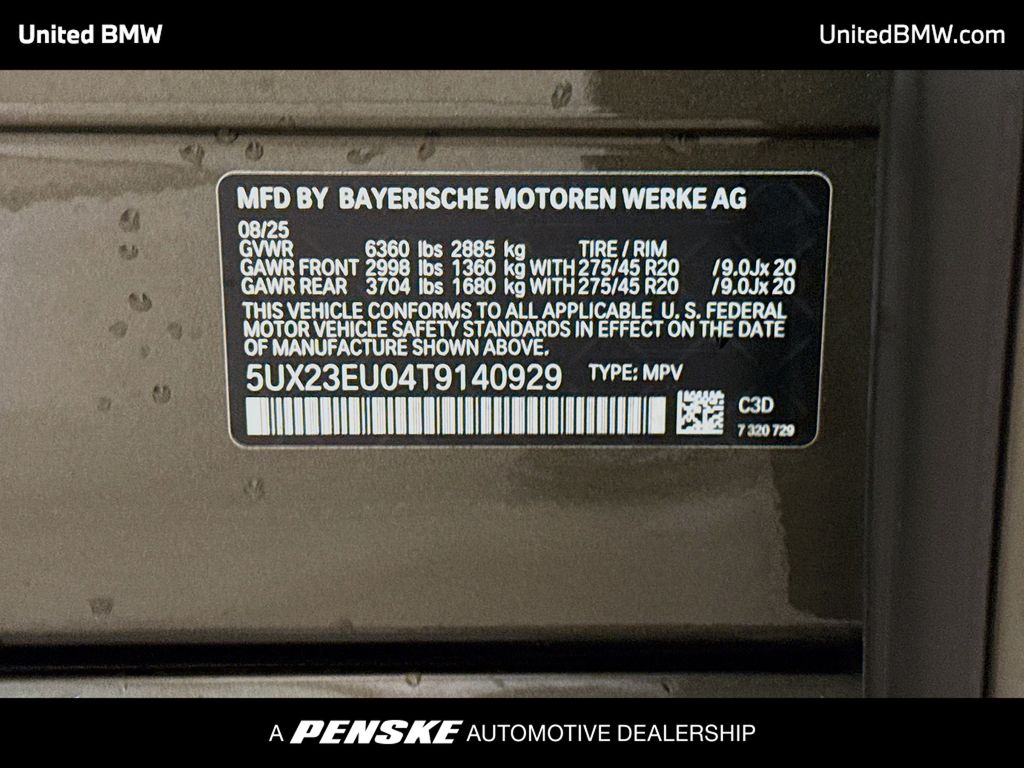 United BMW
UnitedBMW.com
MFD BY BAYERISCHE MOTOREN WERKE AG
08/25
GVWR 6360 lbs 2885 kg TIRE / RIM
GAWR FRONT 2998 lbs 1360 kg WITH 275/45 R20 /9.0Jx 20
GAWR REAR 3704 lbs 1680 kg WITH 275/45 R20 /9.0Jx 20
THIS VEHICLE CONFORMS TO ALL APPLICABLE U. S. FEDERAL
MOTOR VEHICLE SAFETY STANDARDS IN EFFECT ON THE DATE
OF MANUFACTURE SHOWN ABOVE.
5UX23EU04T9140929 TYPE: MPV
C3D
7 320 729
A PENSKE AUTOMOTIVE DEALERSHIP